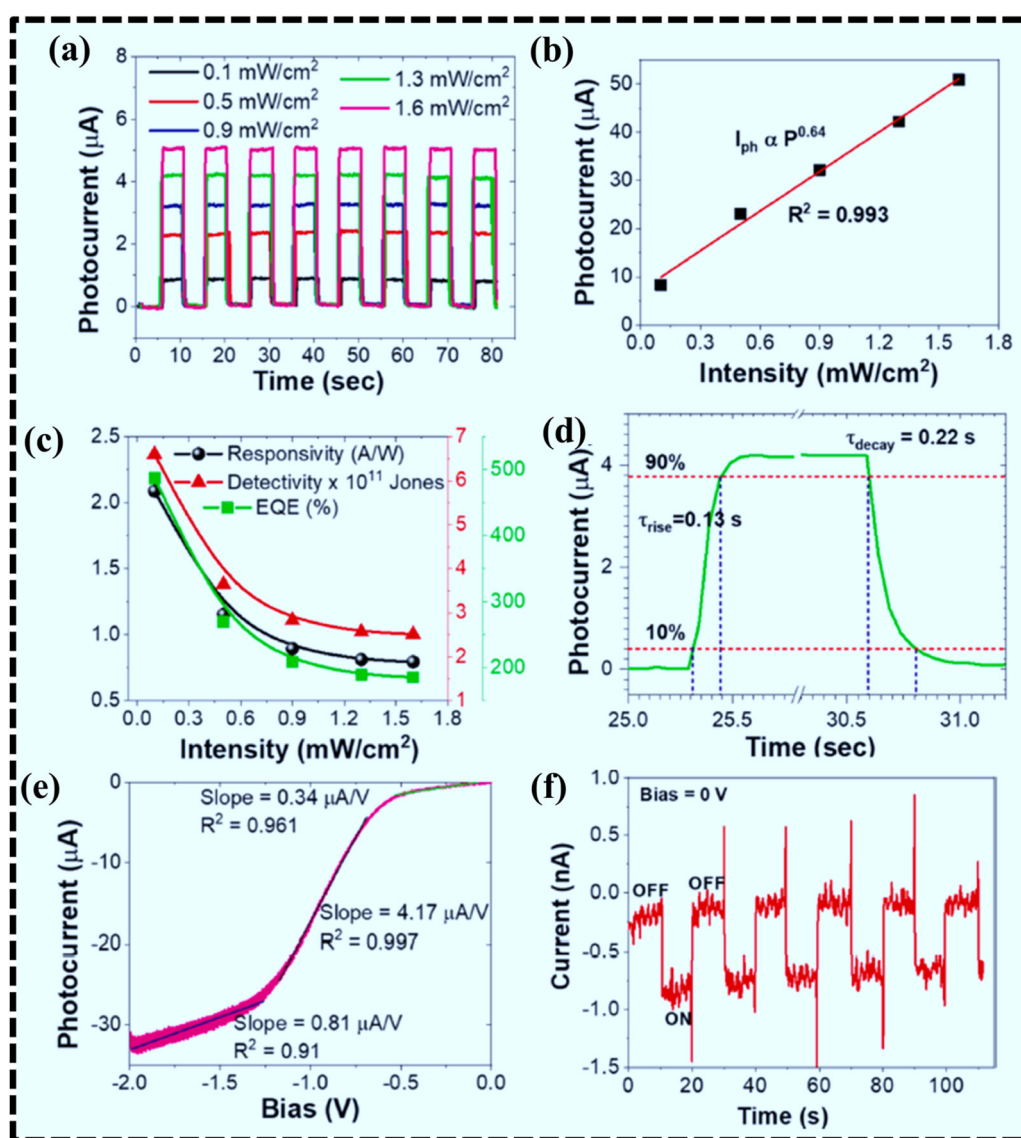 (a)
8
6
4
2
0
Photocurrent (μA)
0.1 mW/cm²
0.5 mW/cm²
0.9 mW/cm²
1.3 mW/cm²
1.6 mW/cm²
0 10 20 30 40 50 60 70 80
Time (sec)
(b)
50
40
30
20
10
0
Photocurrent (μA)
I_ph α P^0.64
R² = 0.993
0.0 0.3 0.6 0.9 1.2 1.5 1.8
Intensity (mW/cm²)
(c)
2.5
2.0
1.5
1.0
0.5
Responsivity (A/W)
Detectivity x 10¹¹ Jones
EQE (%)
7
6
5
4
3
2
1
500
400
300
200
0.0 0.3 0.6 0.9 1.2 1.5 1.8
Intensity (mW/cm²)
(d)
4
4
0
Photocurrent (μA)
τ_decay = 0.22 s
90%
τ_rise=0.13 s
10%
25.0 25.5 30.5 31.0
Time (sec)
(e)
0
-10
-20
-30
Photocurrent (μA)
Slope = 0.34 μA/V
R² = 0.961
Slope = 4.17 μA/V
R² = 0.997
Slope = 0.81 μA/V
R² = 0.91
-2.0 -1.5 -1.0 -0.5 0.0
Bias (V)
(f)
1.0
0.5
0.0
-0.5
-1.0
-1.5
Current (nA)
Bias = 0 V
OFF
OFF
ON
0 20 40 60 80 100
Time (s)